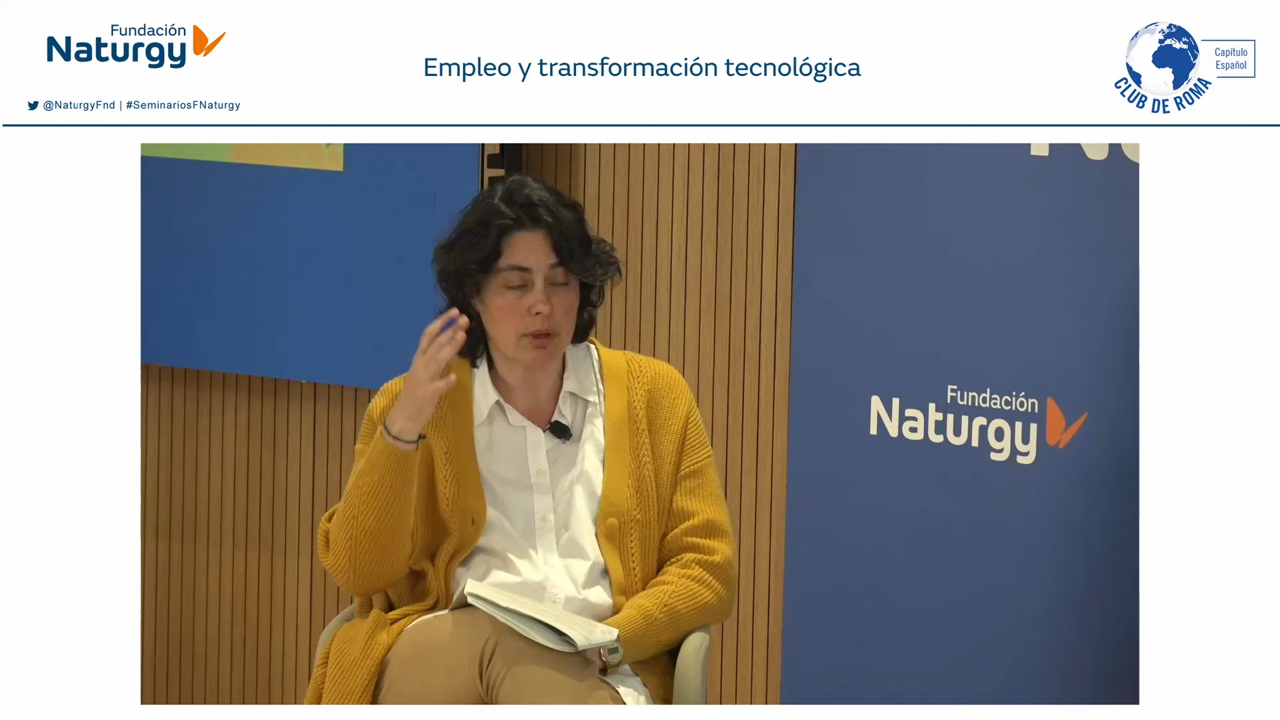 Fundación
Naturgy
@NaturgyFnd | #SeminariosFNaturgy
Empleo y transformación tecnológica
CLUB DE ROMA
Capítulo
Español
Fundación
Naturgy